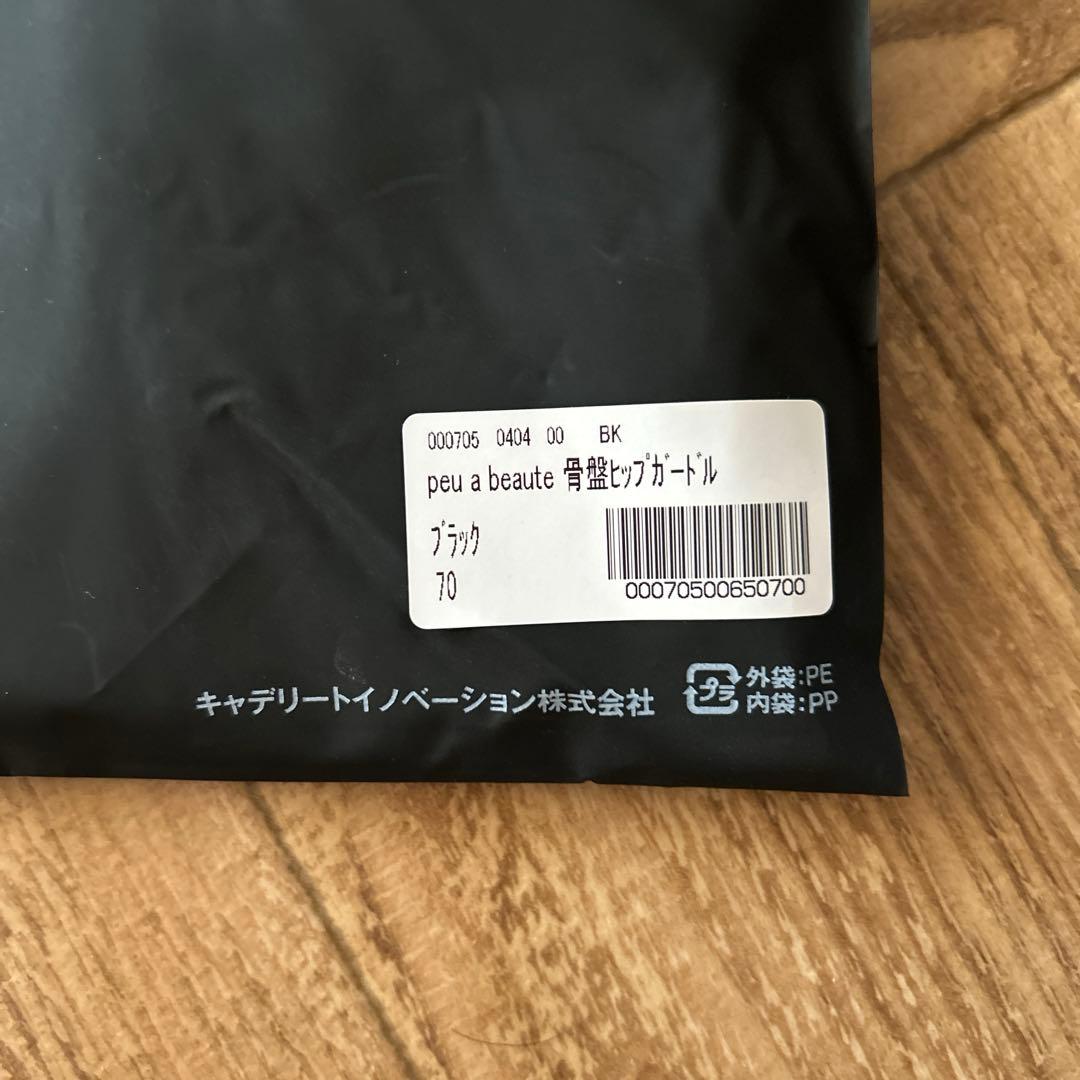 000705 0404 00 BK
peu a beaute 骨盤ﾋｯﾌﾟｶﾞｰﾄﾞﾙ
ﾌﾞﾗｯｸ
70
00070500650700
キャデリートイノベーション株式会社
プラ
外袋:PE
内袋:PP